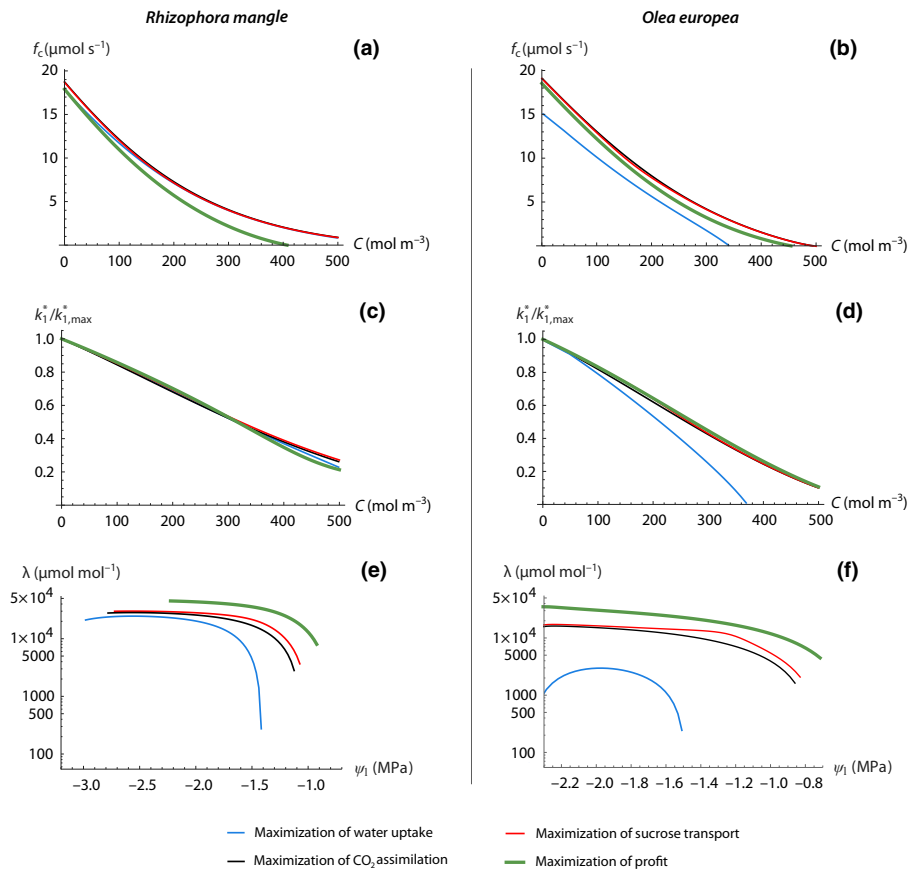 Rhizophora mangle
Olea europea
(a)
f_c (μmol s⁻¹)
20
15
10
5
0 100 200 300 400 500
C (mol m⁻³)
(b)
f_c (μmol s⁻¹)
20
15
10
5
0 100 200 300 400 500
C (mol m⁻³)
(c)
k₁*/k₁,max*
1.0
0.8
0.6
0.4
0.2
0 100 200 300 400 500
C (mol m⁻³)
(d)
k₁*/k₁,max*
1.0
0.8
0.6
0.4
0.2
0 100 200 300 400 500
C (mol m⁻³)
(e)
λ (μmol mol⁻¹)
5×10⁴
1×10⁴
5000
1000
500
100
−3.0 −2.5 −2.0 −1.5 −1.0
ψ_l (MPa)
(f)
λ (μmol mol⁻¹)
5×10⁴
1×10⁴
5000
1000
500
100
−2.2 −2.0 −1.8 −1.6 −1.4 −1.2 −1.0 −0.8
ψ_l (MPa)
Maximization of water uptake
Maximization of sucrose transport
Maximization of CO₂ assimilation
Maximization of profit